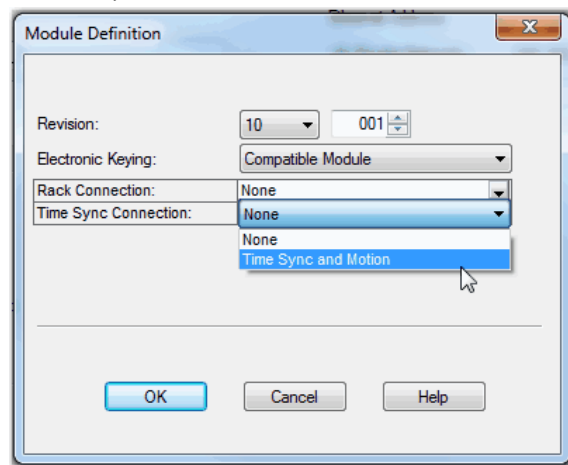 Module Definition
Revision: 10 001
Electronic Keying: Compatible Module
Rack Connection: None
Time Sync Connection: None
None
Time Sync and Motion
OK Cancel Help